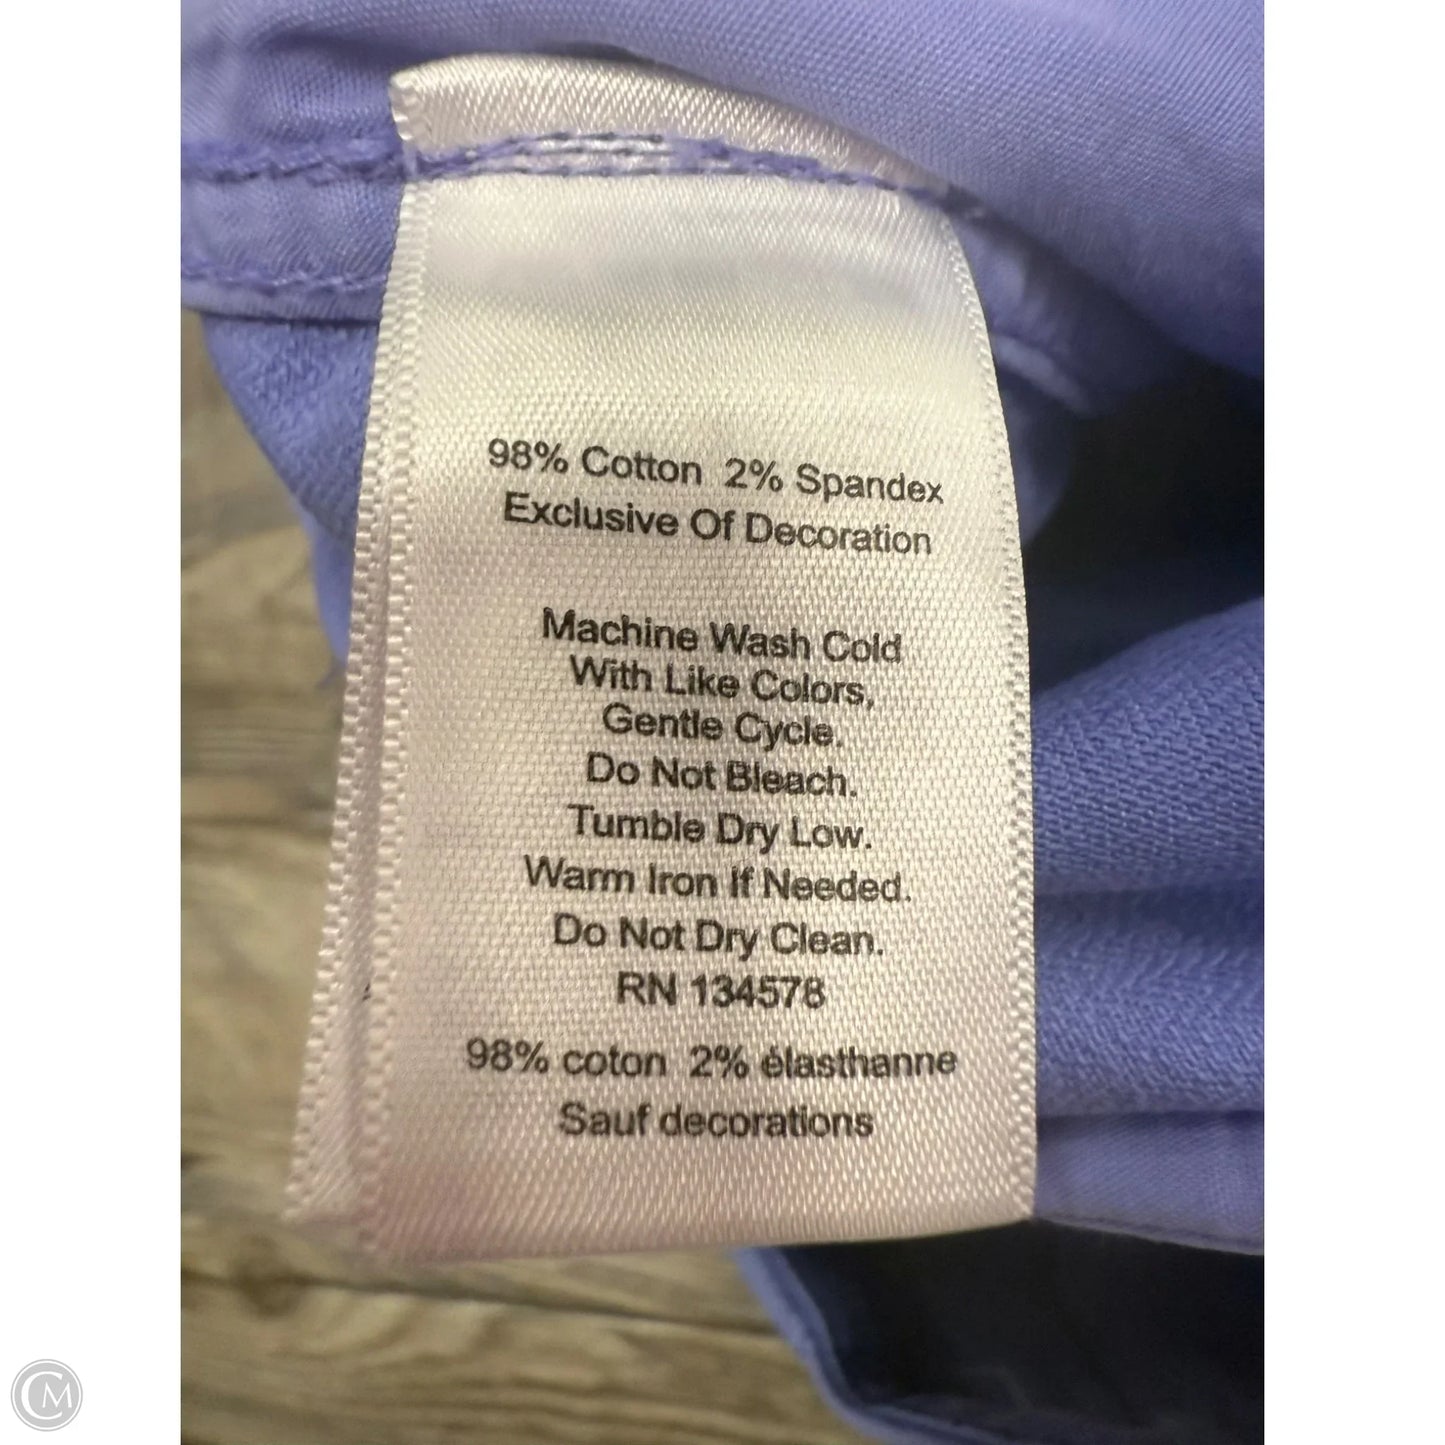 98% Cotton 2% Spandex
Exclusive Of Decoration
Machine Wash Cold
With Like Colors,
Gentle Cycle.
Do Not Bleach.
Tumble Dry Low.
Warm Iron If Needed.
Do Not Dry Clean.
RN 134578
98% coton 2% élasthanne
Sauf decorations
CM